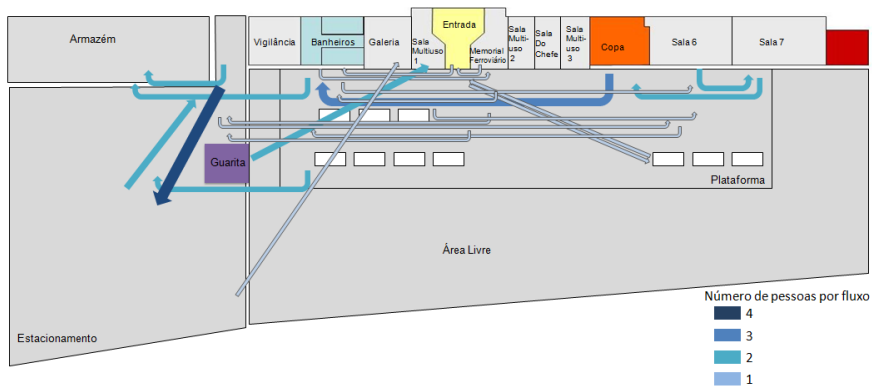 Armazém
Vigilância
Banheiros
Galeria
Sala
Multiuso
1
Entrada
Memorial
Ferroviário
Sala
Multi-
uso
2
Sala
Do
Chefe
Sala
Multi-
uso
3
Copa
Sala 6
Sala 7
Guarita
Plataforma
Área Livre
Estacionamento
Número de pessoas por fluxo
4
3
2
1